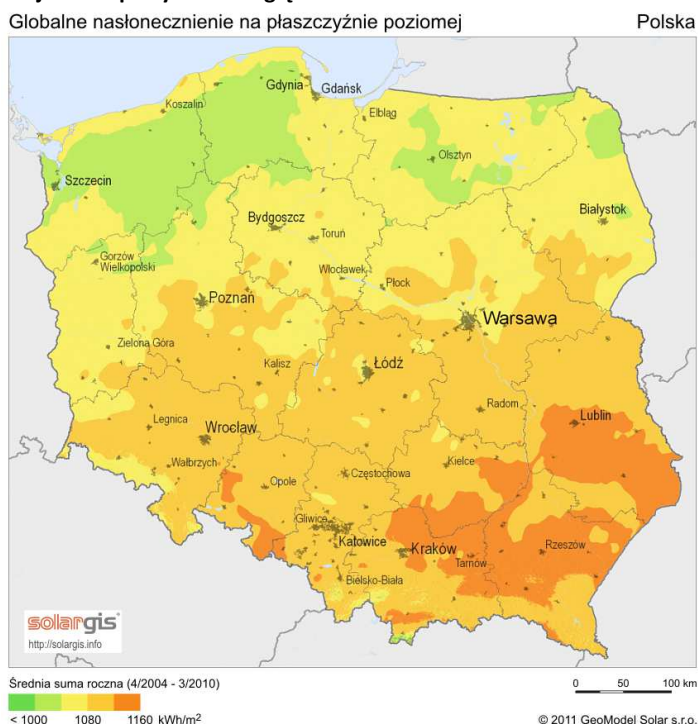 Globalne nasłonecznienie na płaszczyźnie poziomej
Polska
Gdynia
Gdańsk
Koszalin
Elbląg
Olsztyn
Szczecin
Białystok
Bydgoszcz
Toruń
Gorzów
Wielkopolski
Włocławek
Płock
Poznan
Warsawa
Zielona Góra
Kalisz
Łódź
Radom
Legnica
Wroclaw
Lublin
Wałbrzych
Opole
Częstochowa
Kielce
Gliwice
Katowice
Kraków
Tarnów
Rzeszów
Bielsko-Biała
solargis
http://solargis.info
Średnia suma roczna (4/2004 - 3/2010)
0 50 100 km
< 1000 1080 1160 kWh/m²
© 2011 GeoModel Solar s.r.o.